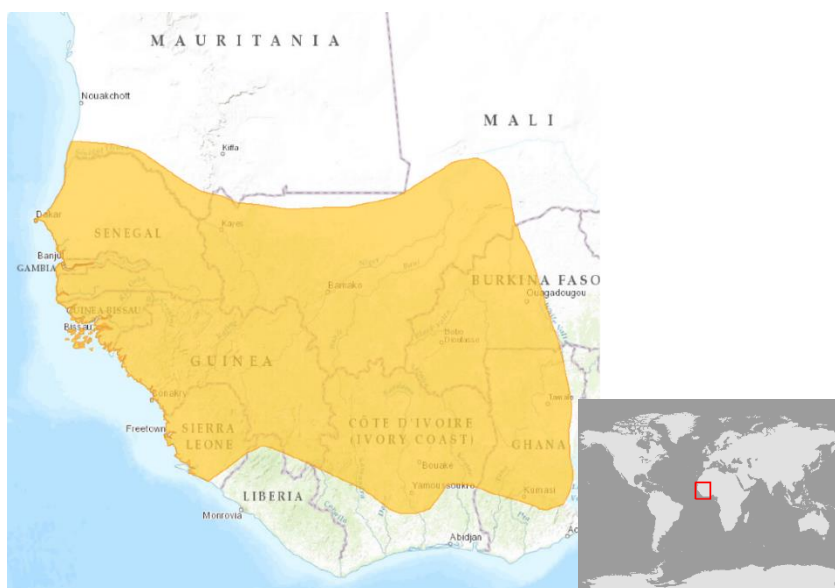 MAURITANIA
Nouakchott
MALI
Kiffa
Dakar
Kayes
SENEGAL
Banjul
GAMBIA
Bamako
BURKINA FASO
Ouagadougou
GUINEA BISSAU
Bissau
Bobo
Dioulasso
GUINEA
Conakry
Tamale
Freetown
SIERRA
LEONE
CÔTE D'IVOIRE
(IVORY COAST)
GHANA
Bouake
LIBERIA
Yamoussoukro
Kumasi
Monrovia
Abidjan